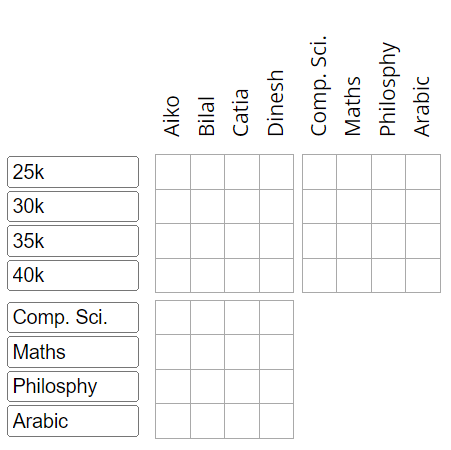 Aiko
Bilal
Catia
Dinesh
Comp. Sci.
Maths
Philosphy
Arabic
25k
30k
35k
40k
Comp. Sci.
Maths
Philosphy
Arabic